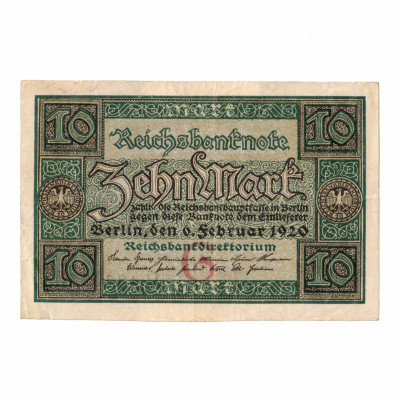 10 10
Reichsbanknote
Zehn Mark
zahlt die Reichsbankhauptkasse in Berlin
gegen diese Banknote dem Einlieferer
Berlin, den 6. Februar 1920
Reichsbankdirektorium
10 10